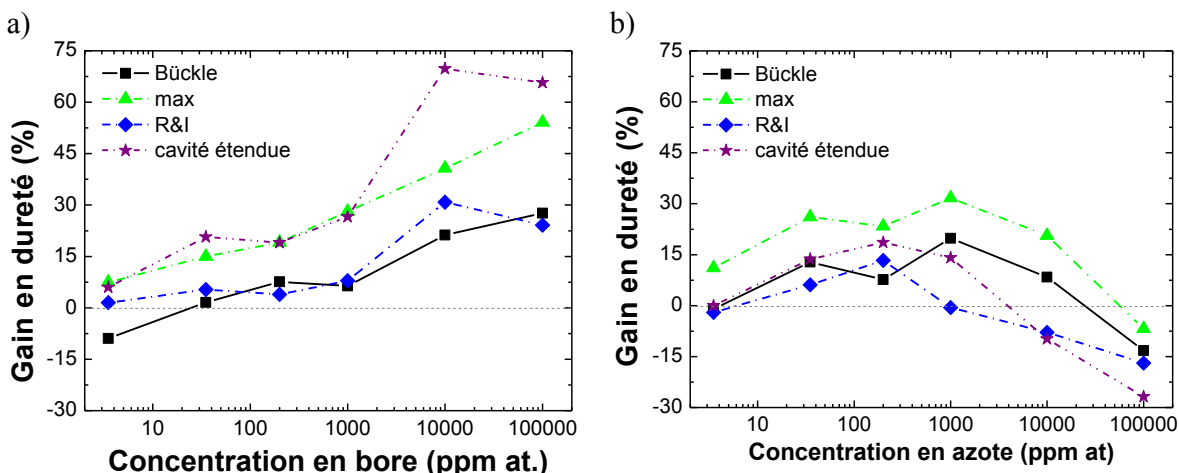 a)
Gain en dureté (%)
75
60
45
30
15
0
-15
-30
Bückle
max
R&I
cavité étendue
10
100
1000
10000
100000
Concentration en bore (ppm at.)
b)
Gain en dureté (%)
75
60
45
30
15
0
-15
-30
Bückle
max
R&I
cavité étendue
10
100
1000
10000
100000
Concentration en azote (ppm at)